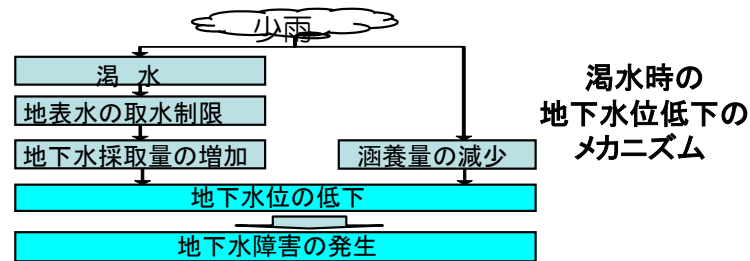 少雨
渇 水
地表水の取水制限
地下水採取量の増加
涵養量の減少
地下水位の低下
地下水障害の発生
渇水時の
地下水位低下の
メカニズム